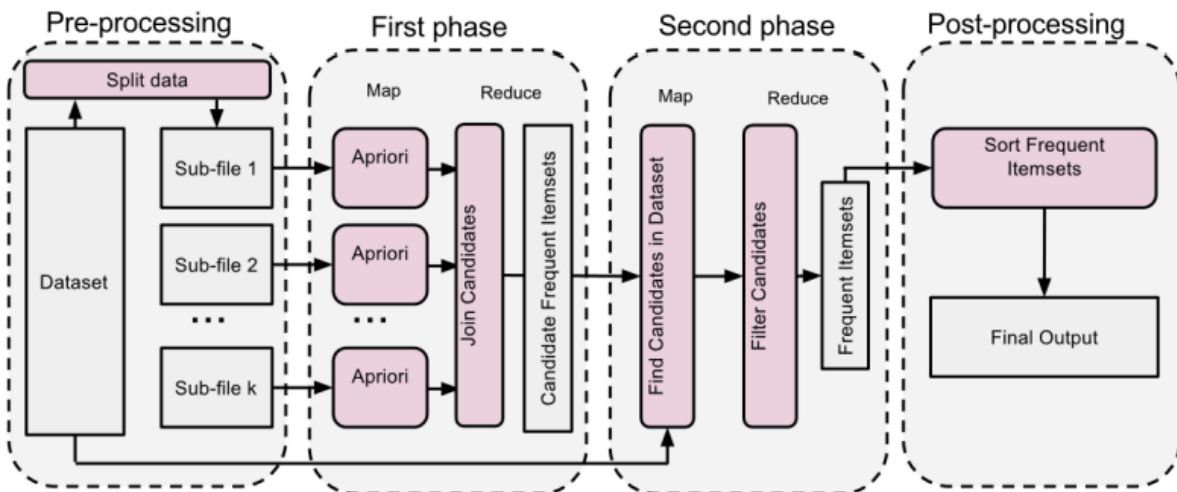 Pre-processing
First phase
Second phase
Post-processing
Split data
Dataset
Sub-file 1
Sub-file 2
...
Sub-file k
Map
Reduce
Apriori
Apriori
...
Apriori
Join Candidates
Candidate Frequent Itemsets
Map
Reduce
Find Candidates in Dataset
Filter Candidates
Frequent Itemsets
Sort Frequent
Itemsets
Final Output